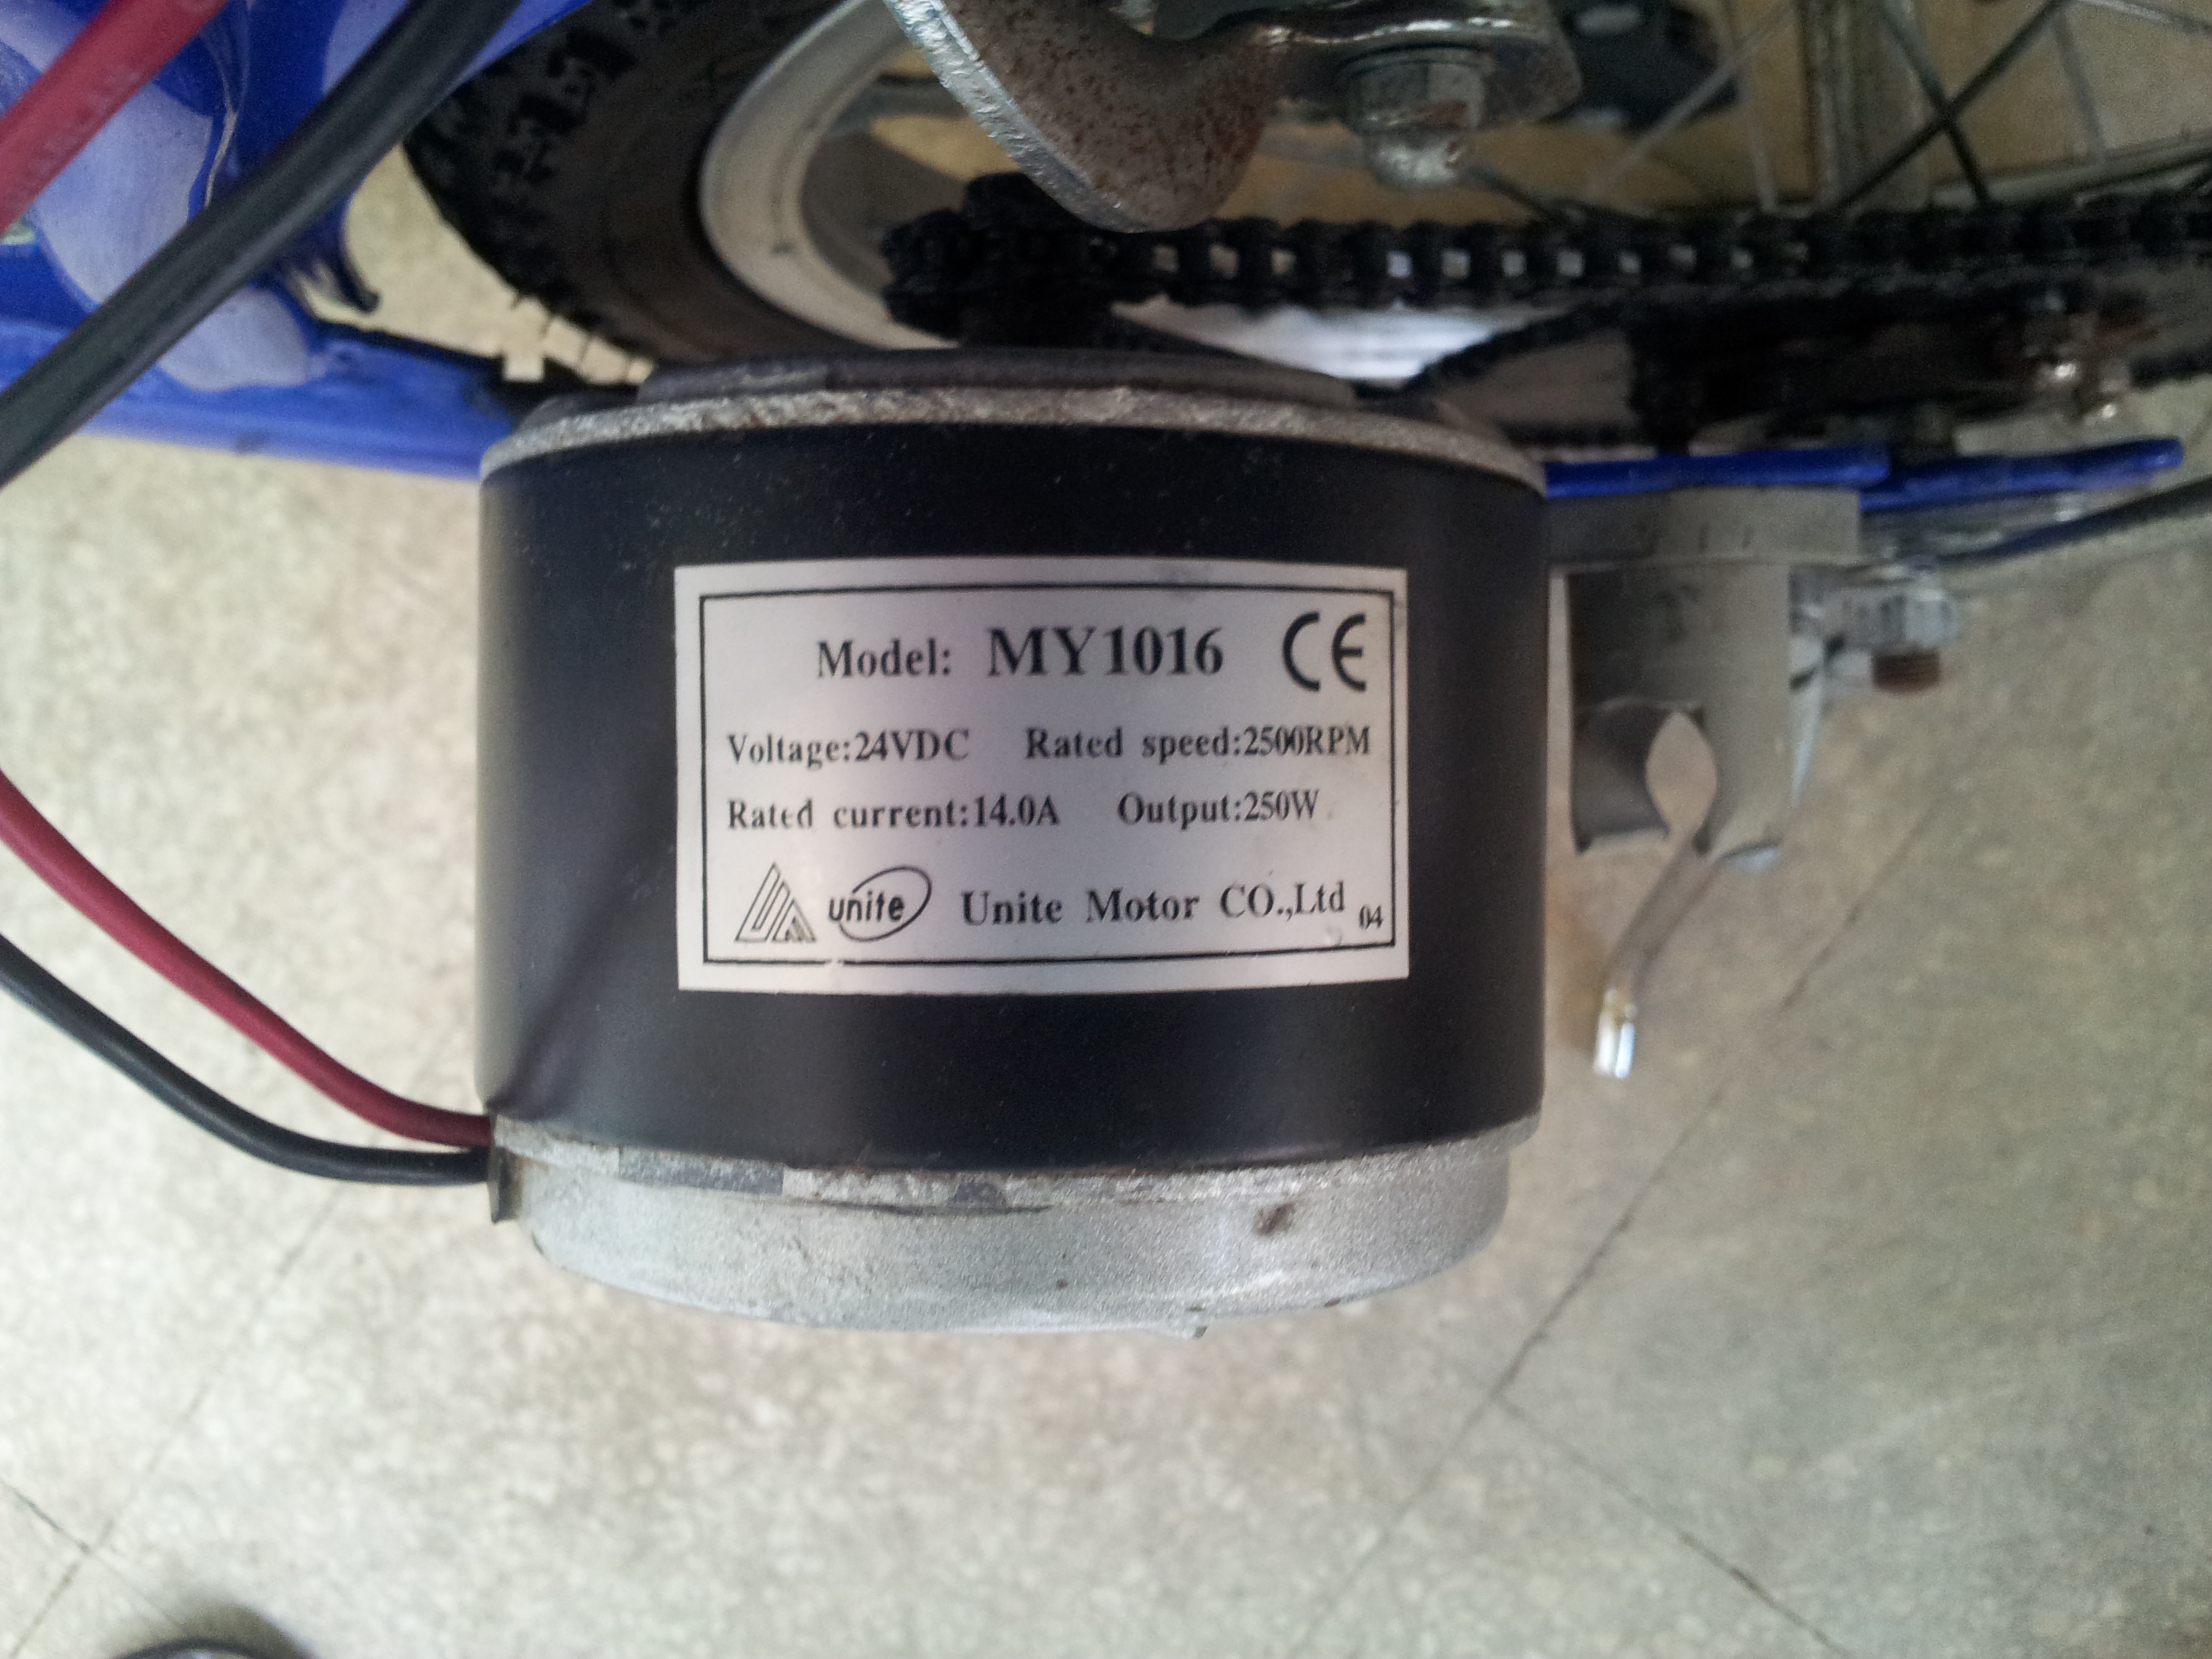 Model: MY1016 CE
Voltage:24VDC Rated speed:2500RPM
Rated current:14.0A Output:250W
unite Unite Motor CO.,Ltd 04